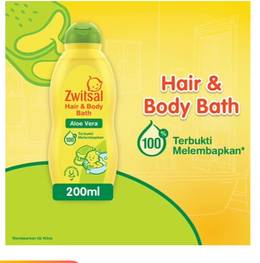 Zwitsal
Hair & Body
Bath
Aloe Vera
100%
Terbukti
Melembapkan
200ml
Hair &
Body Bath
100%
Terbukti
Melembapkan*